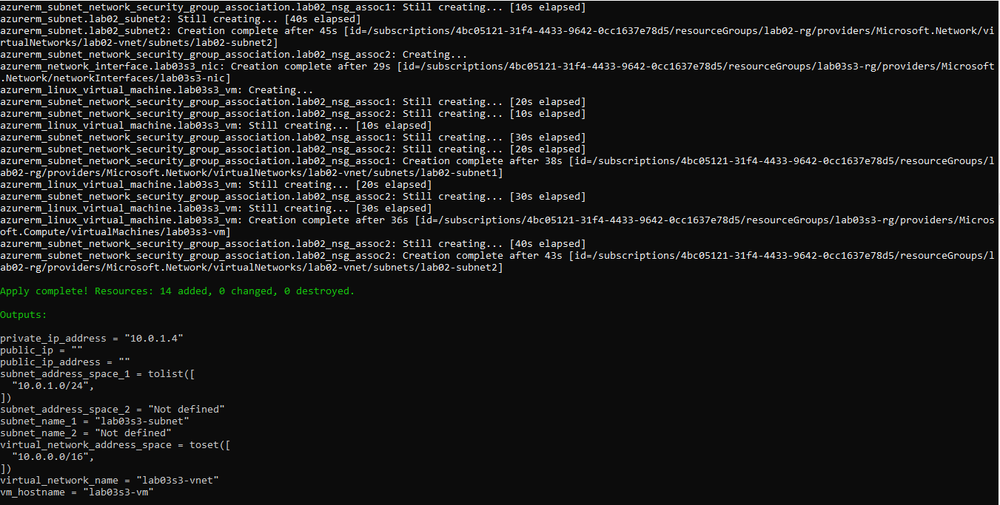 azurerm_subnet_network_security_group_association.lab02_nsg_assoc1: Still creating... [10s elapsed]
azurerm_subnet.lab02_subnet2: Still creating... [40s elapsed]
azurerm_subnet.lab02_subnet2: Creation complete after 45s [id=/subscriptions/4bc05121-31f4-4433-9642-0cc1637e78d5/resourceGroups/lab02-rg/providers/Microsoft.Network/vi
rtualNetworks/lab02-vnet/subnets/lab02-subnet2]
azurerm_subnet_network_security_group_association.lab02_nsg_assoc2: Creating...
azurerm_network_interface.lab03s3_nic: Creation complete after 29s [id=/subscriptions/4bc05121-31f4-4433-9642-0cc1637e78d5/resourceGroups/lab03s3-rg/providers/Microsoft
.Network/networkInterfaces/lab03s3-nic]
azurerm_linux_virtual_machine.lab03s3_vm: Creating...
azurerm_subnet_network_security_group_association.lab02_nsg_assoc1: Still creating... [20s elapsed]
azurerm_subnet_network_security_group_association.lab02_nsg_assoc2: Still creating... [10s elapsed]
azurerm_linux_virtual_machine.lab03s3_vm: Still creating... [10s elapsed]
azurerm_subnet_network_security_group_association.lab02_nsg_assoc1: Still creating... [30s elapsed]
azurerm_subnet_network_security_group_association.lab02_nsg_assoc2: Still creating... [20s elapsed]
azurerm_subnet_network_security_group_association.lab02_nsg_assoc1: Creation complete after 38s [id=/subscriptions/4bc05121-31f4-4433-9642-0cc1637e78d5/resourceGroups/l
ab02-rg/providers/Microsoft.Network/virtualNetworks/lab02-vnet/subnets/lab02-subnet1]
azurerm_linux_virtual_machine.lab03s3_vm: Still creating... [20s elapsed]
azurerm_subnet_network_security_group_association.lab02_nsg_assoc2: Still creating... [30s elapsed]
azurerm_linux_virtual_machine.lab03s3_vm: Still creating... [30s elapsed]
azurerm_linux_virtual_machine.lab03s3_vm: Creation complete after 36s [id=/subscriptions/4bc05121-31f4-4433-9642-0cc1637e78d5/resourceGroups/lab03s3-rg/providers/Micros
oft.Compute/virtualMachines/lab03s3-vm]
azurerm_subnet_network_security_group_association.lab02_nsg_assoc2: Still creating... [40s elapsed]
azurerm_subnet_network_security_group_association.lab02_nsg_assoc2: Creation complete after 43s [id=/subscriptions/4bc05121-31f4-4433-9642-0cc1637e78d5/resourceGroups/l
ab02-rg/providers/Microsoft.Network/virtualNetworks/lab02-vnet/subnets/lab02-subnet2]
Apply complete! Resources: 14 added, 0 changed, 0 destroyed.
Outputs:
private_ip_address = "10.0.1.4"
public_ip = ""
public_ip_address = ""
subnet_address_space_1 = tolist([
  "10.0.1.0/24",
])
subnet_address_space_2 = "Not defined"
subnet_name_1 = "lab03s3-subnet"
subnet_name_2 = "Not defined"
virtual_network_address_space = toset([
  "10.0.0.0/16",
])
virtual_network_name = "lab03s3-vnet"
vm_hostname = "lab03s3-vm"